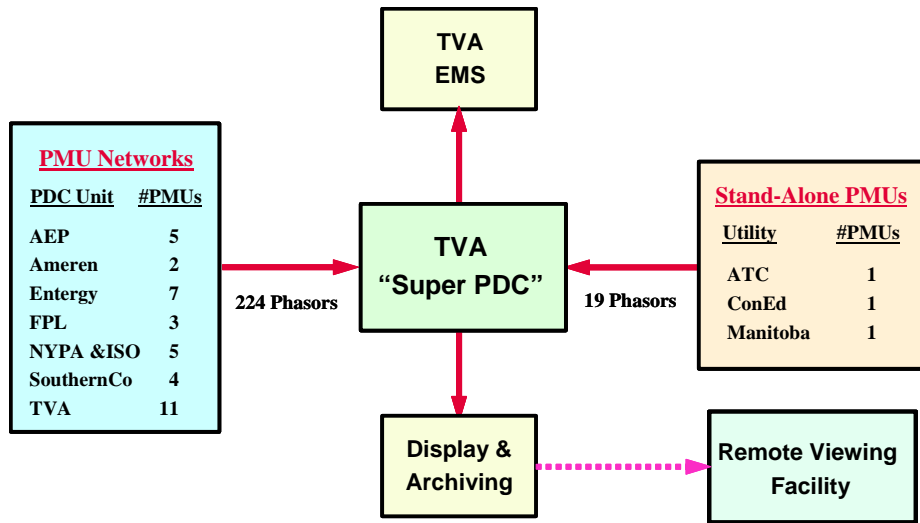 TVA
EMS
PMU Networks
PDC Unit #PMUs
AEP 5
Ameren 2
Entergy 7
FPL 3
NYPA &ISO 5
SouthernCo 4
TVA 11
224 Phasors
TVA
“Super PDC”
19 Phasors
Stand-Alone PMUs
Utility #PMUs
ATC 1
ConEd 1
Manitoba 1
Display &
Archiving
Remote Viewing
Facility